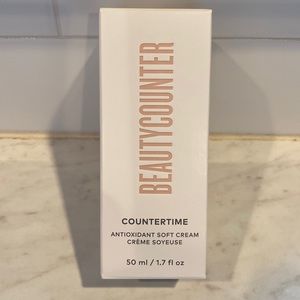 BEAUTYCOUNTER
COUNTERTIME
ANTIOXIDANT SOFT CREAM
CRÈME SOYEUSE
50 ml / 1.7 fl oz